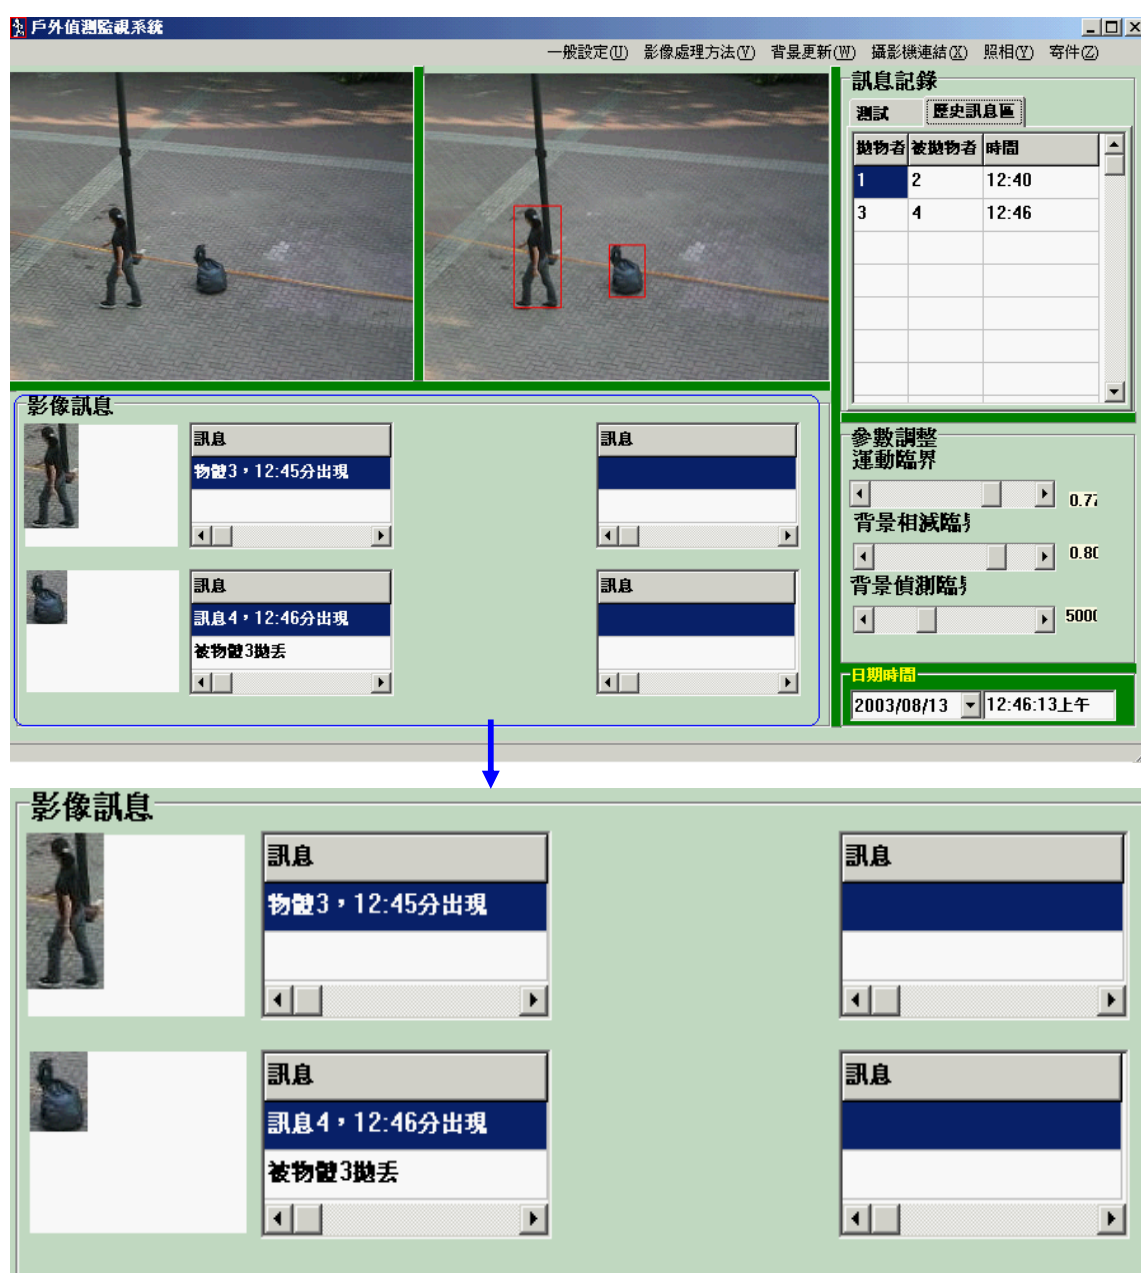 戶外偵測監視系統
一般設定(U) 影像處理方法(V) 背景更新(W) 攝影機連結(X) 照相(Y) 寄件(Z)
訊息記錄
測試 歷史訊息區
拋物者 被拋物者 時間
1 2 12:40
3 4 12:46
影像訊息
訊息
物體3，12:45分出現
訊息
訊息
訊息4，12:46分出現
被物體3拋丟
訊息
參數調整
運動臨界
0.77
背景相減臨界
0.80
背景偵測臨界
5000
日期時間
2003/08/13 12:46:13上午
影像訊息
訊息
物體3，12:45分出現
訊息
訊息
訊息4，12:46分出現
被物體3拋丟
訊息